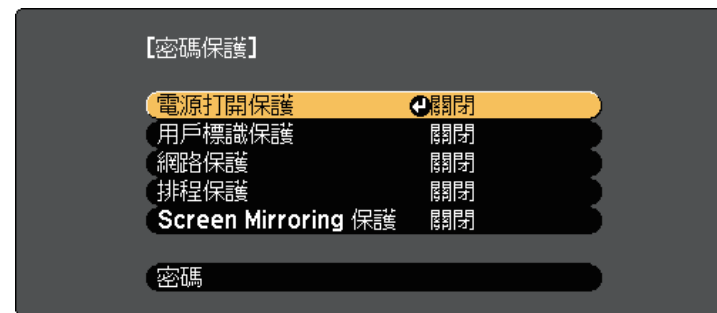 [密碼保護]
電源打開保護 關閉
用戶標識保護 關閉
網路保護 關閉
排程保護 關閉
Screen Mirroring 保護 關閉
密碼